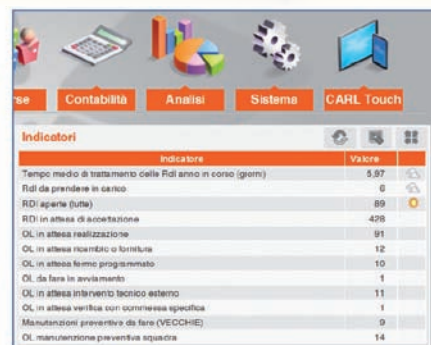 rse Contabilità Analisi Sistema CARL Touch
Indicatori
Indicatore Valore
Tempo medio di trattamento delle Rdi anno in corso (giorni) 5,97
Rdi da prendere in carico 6
RDI aperte (tutte) 89
RDI in attesa di accettazione 428
OL in attesa realizzazione 91
OL in attesa ricambio o fornitura 12
OL in attesa fermo programmato 10
OL da fare in avviamento 1
OL in attesa intervento tecnico esterno 11
OL in attesa verifica con commessa specifica 1
Manutenzioni preventive da fare (VECCHIE) 9
OL manutenzione preventiva squadra 14